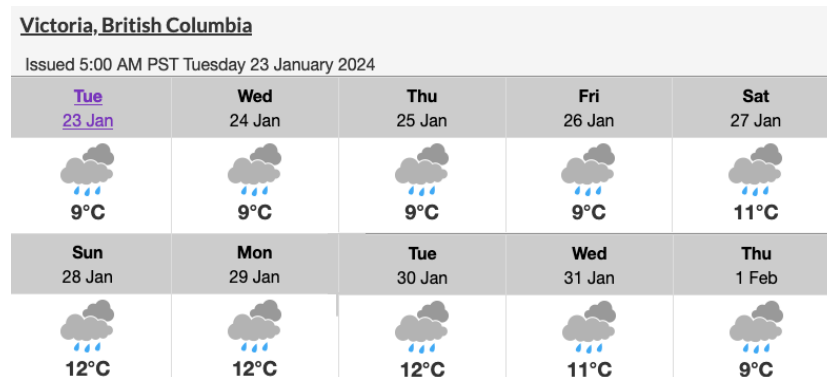 Victoria, British Columbia
Issued 5:00 AM PST Tuesday 23 January 2024
Tue Wed Thu Fri Sat
23 Jan 24 Jan 25 Jan 26 Jan 27 Jan
9°C 9°C 9°C 9°C 11°C
Sun Mon Tue Wed Thu
28 Jan 29 Jan 30 Jan 31 Jan 1 Feb
12°C 12°C 12°C 11°C 9°C